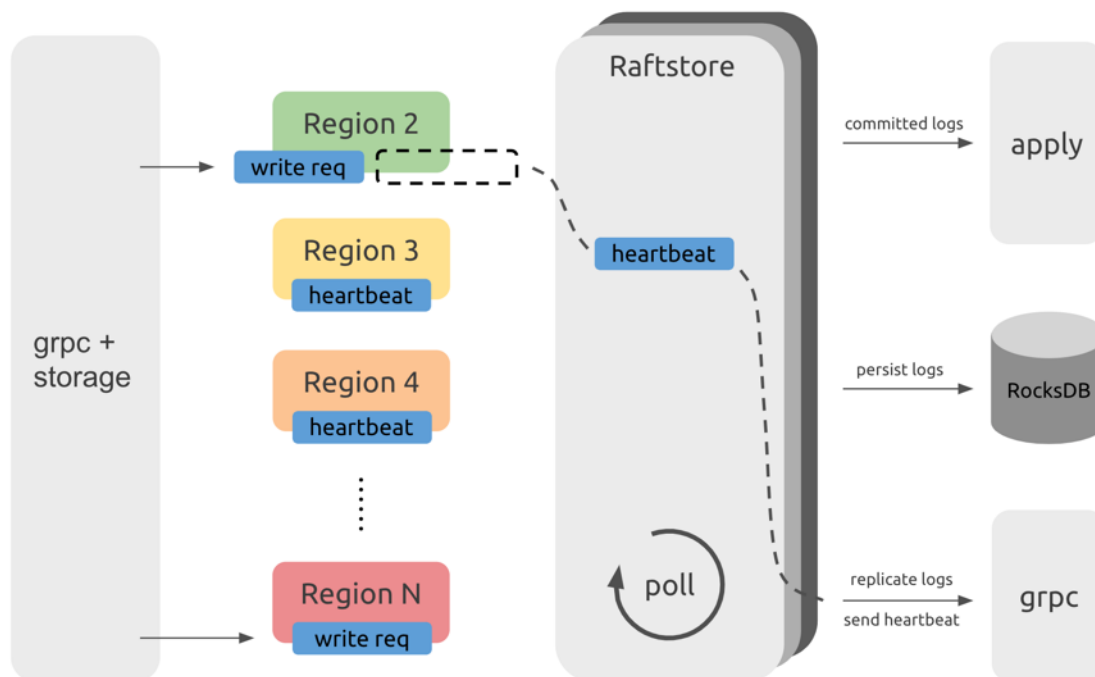 grpc +
storage
Region 2
write req
Region 3
heartbeat
Region 4
heartbeat
Region N
write req
Raftstore
heartbeat
poll
committed logs
apply
persist logs
RocksDB
replicate logs
send heartbeat
grpc